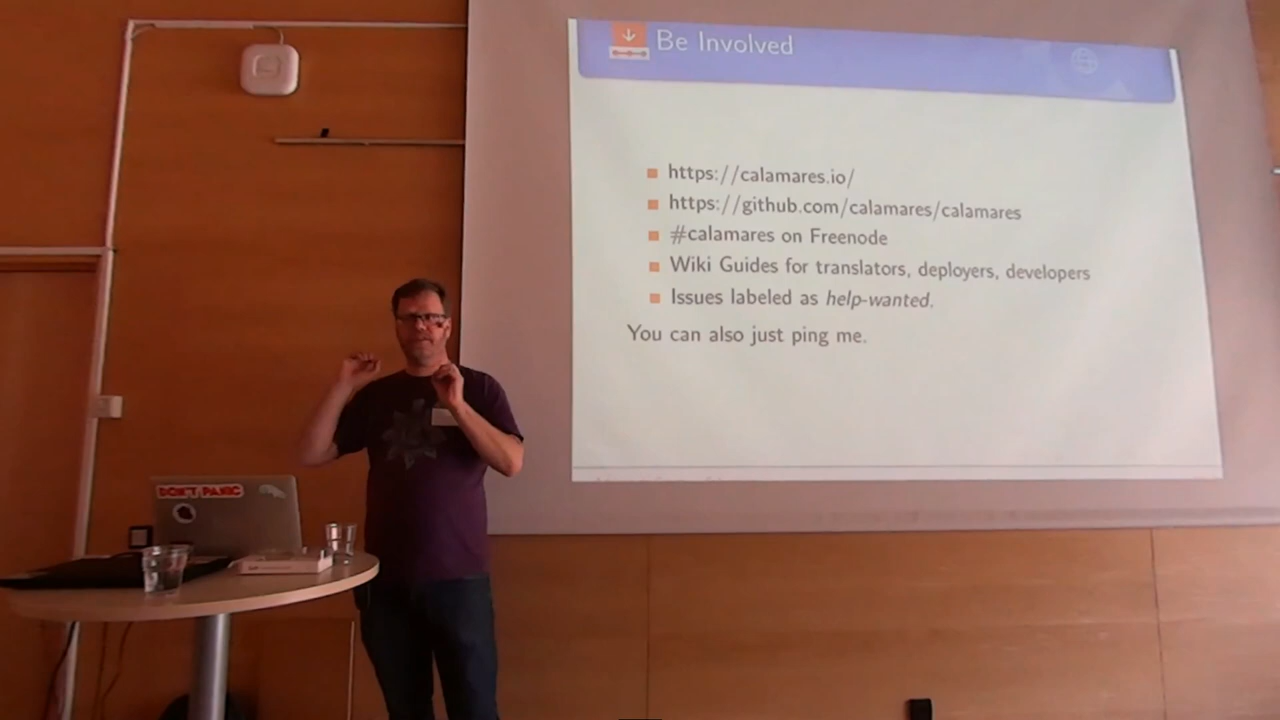 Be Involved
https://calamares.io/
https://github.com/calamares/calamares
#calamares on Freenode
Wiki Guides for translators, deployers, developers
Issues labeled as help-wanted.
You can also just ping me.
DON'T PANIC